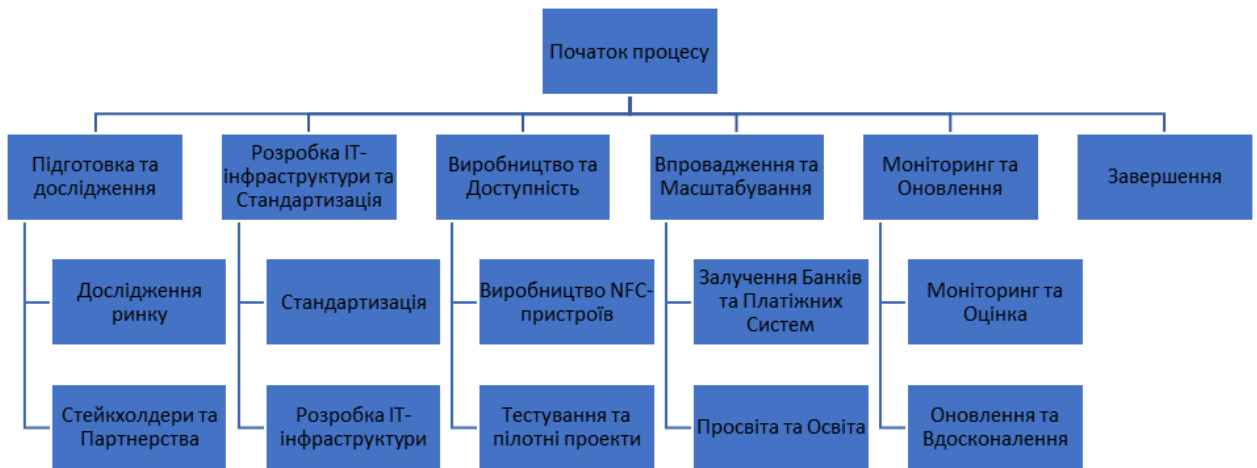 Початок процесу
Підготовка та
дослідження
Розробка ІТ-
інфраструктури та
Стандартизація
Виробництво та
Доступність
Впровадження та
Масштабування
Моніторинг та
Оновлення
Завершення
Дослідження
ринку
Стандартизація
Виробництво NFC-
пристроїв
Залучення Банків
та Платіжних
Систем
Моніторинг та
Оцінка
Стейкхолдери та
Партнерства
Розробка ІТ-
інфраструктури
Тестування та
пілотні проекти
Просвіта та Освіта
Оновлення та
Вдосконалення